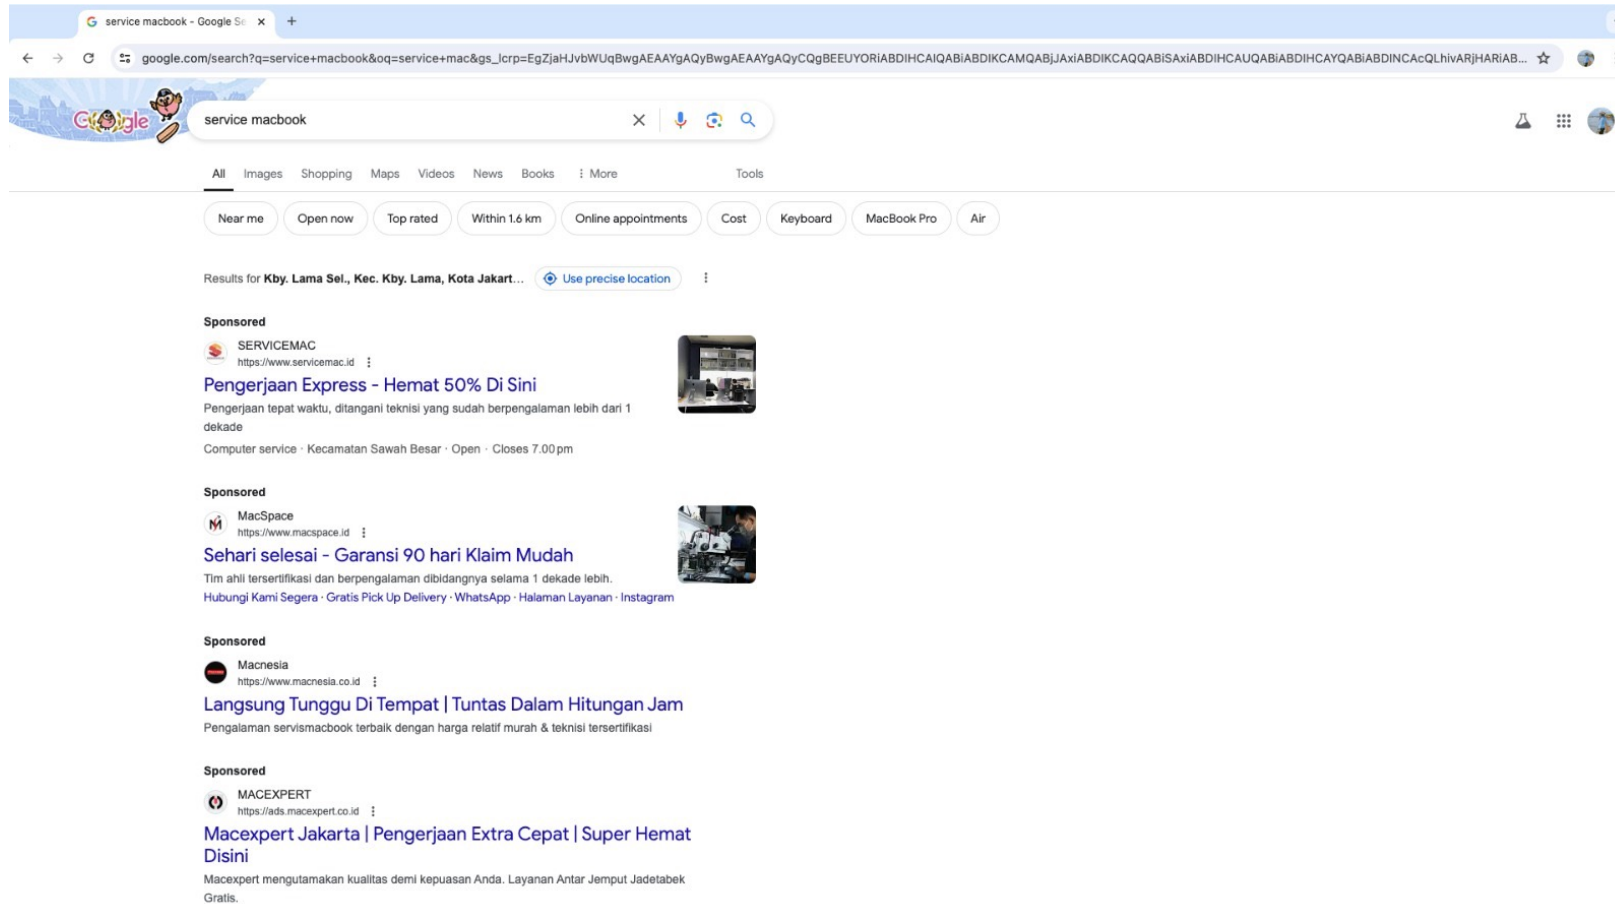 service macbook - Google Se
google.com/search?q=service+macbook&oq=service+mac&gs_lcrp=EgZjaHJvbWUqBwgAEAAYgAQyBwgAEAAYgAQyCQgBEEUYORiABDIHCAIQABiABDIKCAMQABjJAxiABDIKCAQQABiSAxiABDIHCAUQABiABDIHCAYQABiABDINCAcQLhivARjHARiAB...
Google
service macbook
All Images Shopping Maps Videos News Books More Tools
Near me Open now Top rated Within 1.6 km Online appointments Cost Keyboard MacBook Pro Air
Results for Kby. Lama Sel., Kec. Kby. Lama, Kota Jakart... Use precise location
Sponsored
SERVICEMAC
https://www.servicemac.id
Pengerjaan Express - Hemat 50% Di Sini
Pengerjaan tepat waktu, ditangani teknisi yang sudah berpengalaman lebih dari 1
dekade
Computer service · Kecamatan Sawah Besar · Open · Closes 7.00 pm
Sponsored
MacSpace
https://www.macspace.id
Sehari selesai - Garansi 90 hari Klaim Mudah
Tim ahli tersertifikasi dan berpengalaman dibidangnya selama 1 dekade lebih.
Hubungi Kami Segera · Gratis Pick Up Delivery · WhatsApp · Halaman Layanan · Instagram
Sponsored
Macnesia
https://www.macnesia.co.id
Langsung Tunggu Di Tempat | Tuntas Dalam Hitungan Jam
Pengalaman servismacbook terbaik dengan harga relatif murah & teknisi tersertifikasi
Sponsored
MACEXPERT
https://ads.macexpert.co.id
Macexpert Jakarta | Pengerjaan Extra Cepat | Super Hemat
Disini
Macexpert mengutamakan kualitas demi kepuasan Anda. Layanan Antar Jemput Jadetabek
Gratis.